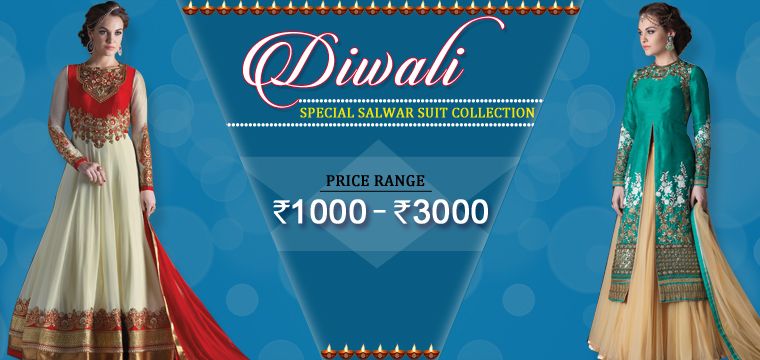 Diwali
SPECIAL SALWAR SUIT COLLECTION
PRICE RANGE
₹1000 - ₹3000